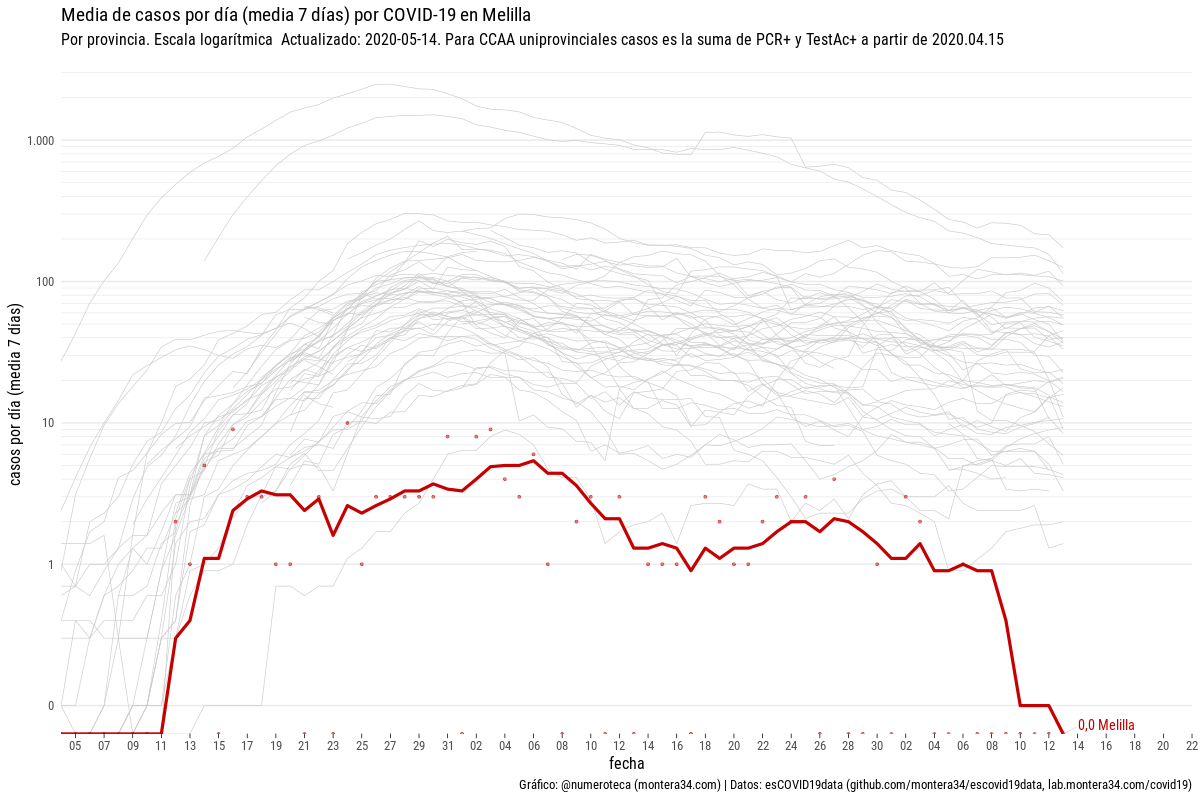 Media de casos por día (media 7 días) por COVID-19 en Melilla
Por provincia. Escala logarítmica  Actualizado: 2020-05-14. Para CCAA uniprovinciales casos es la suma de PCR+ y TestAc+ a partir de 2020.04.15
casos por día (media 7 días)
1.000
100
10
1
0
0,0 Melilla
05 07 09 11 13 15 17 19 21 23 25 27 29 31 02 04 06 08 10 12 14 16 18 20 22 24 26 28 30 02 04 06 08 10 12 14 16 18 20 22
fecha
Gráfico: @numeroteca (montera34.com) | Datos: esCOVID19data (github.com/montera34/escovid19data, lab.montera34.com/covid19)